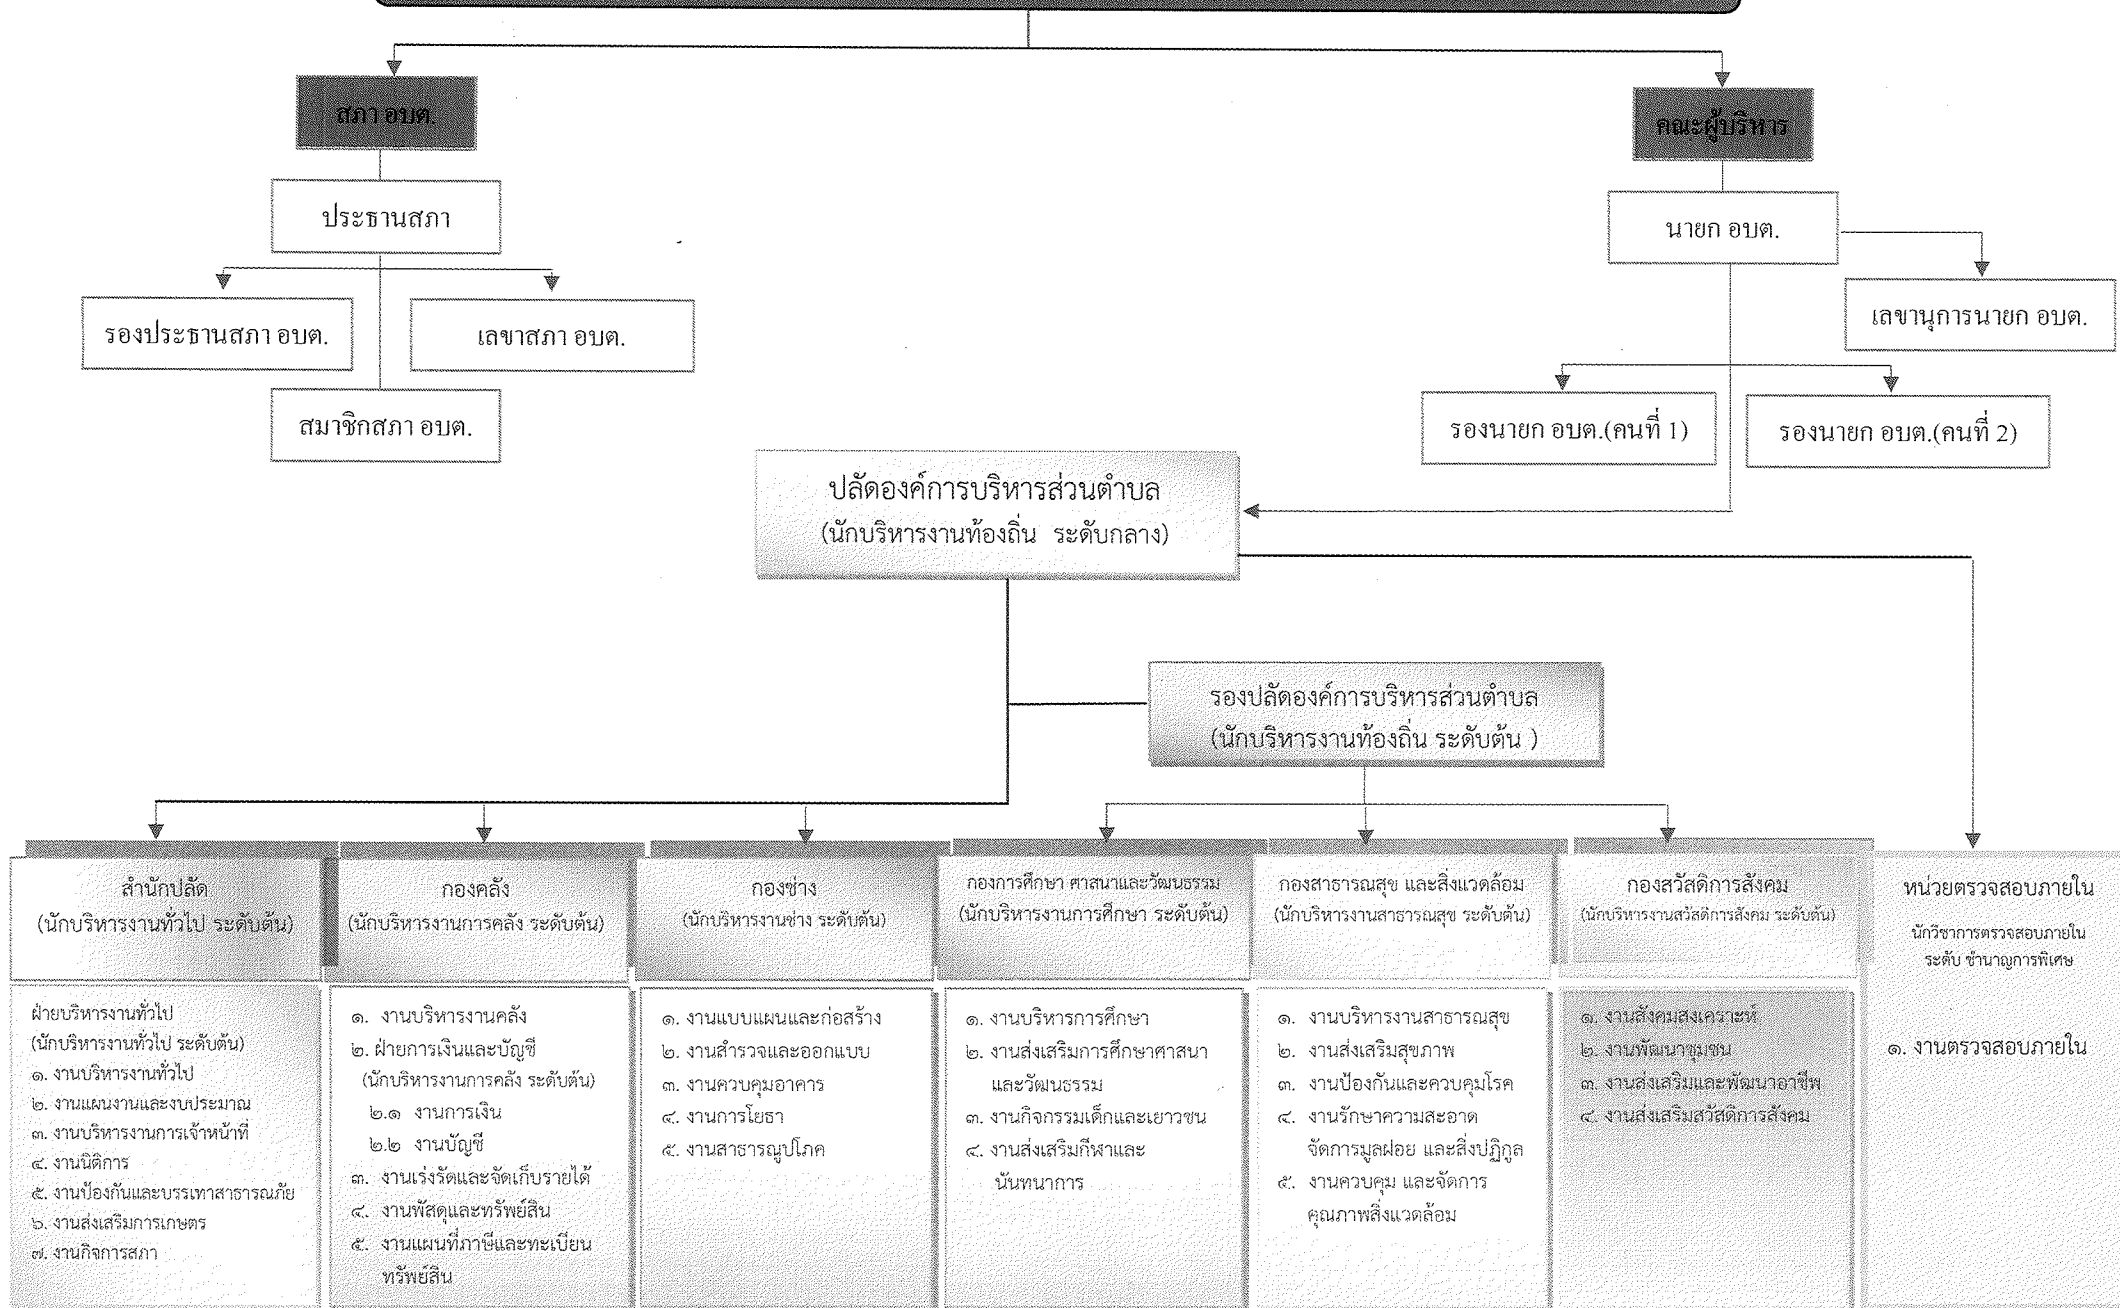 สภา อบต.
คณะผู้บริหาร
ประธานสภา
นายก อบต.
รองประธานสภา อบต.
เลขาสภา อบต.
เลขานุการนายก อบต.
สมาชิกสภา อบต.
รองนายก อบต.(คนที่ 1)
รองนายก อบต.(คนที่ 2)
ปลัดองค์การบริหารส่วนตำบล
(นักบริหารงานท้องถิ่น ระดับกลาง)
รองปลัดองค์การบริหารส่วนตำบล
(นักบริหารงานท้องถิ่น ระดับต้น )
สำนักปลัด
(นักบริหารงานทั่วไป ระดับต้น)
ฝ่ายบริหารงานทั่วไป
(นักบริหารงานทั่วไป ระดับต้น)
๑. งานบริหารงานทั่วไป
๒. งานแผนงานและงบประมาณ
๓. งานบริหารงานการเจ้าหน้าที่
๔. งานนิติการ
๕. งานป้องกันและบรรเทาสาธารณภัย
๖. งานส่งเสริมการเกษตร
๗. งานกิจการสภา
กองคลัง
(นักบริหารงานการคลัง ระดับต้น)
๑. งานบริหารงานคลัง
๒. ฝ่ายการเงินและบัญชี
(นักบริหารงานการคลัง ระดับต้น)
๒.๑ งานการเงิน
๒.๒ งานบัญชี
๓. งานเร่งรัดและจัดเก็บรายได้
๔. งานพัสดุและทรัพย์สิน
๕. งานแผนที่ภาษีและทะเบียน
ทรัพย์สิน
กองช่าง
(นักบริหารงานช่าง ระดับต้น)
๑. งานแบบแผนและก่อสร้าง
๒. งานสำรวจและออกแบบ
๓. งานควบคุมอาคาร
๔. งานการโยธา
๕. งานสาธารณูปโภค
กองการศึกษา ศาสนาและวัฒนธรรม
(นักบริหารงานการศึกษา ระดับต้น)
๑. งานบริหารการศึกษา
๒. งานส่งเสริมการศึกษาศาสนา
และวัฒนธรรม
๓. งานกิจกรรมเด็กและเยาวชน
๔. งานส่งเสริมกีฬาและ
นันทนาการ
กองสาธารณสุข และสิ่งแวดล้อม
(นักบริหารงานสาธารณสุข ระดับต้น)
๑. งานบริหารงานสาธารณสุข
๒. งานส่งเสริมสุขภาพ
๓. งานป้องกันและควบคุมโรค
๔. งานรักษาความสะอาด
จัดการมูลฝอย และสิ่งปฏิกูล
๕. งานควบคุม และจัดการ
คุณภาพสิ่งแวดล้อม
กองสวัสดิการสังคม
(นักบริหารงานสวัสดิการสังคม ระดับต้น)
๑. งานสังคมสงเคราะห์
๒. งานพัฒนาชุมชน
๓. งานส่งเสริมและพัฒนาอาชีพ
๔. งานส่งเสริมสวัสดิการสังคม
หน่วยตรวจสอบภายใน
นักวิชาการตรวจสอบภายใน
ระดับ ชำนาญการพิเศษ
๑. งานตรวจสอบภายใน